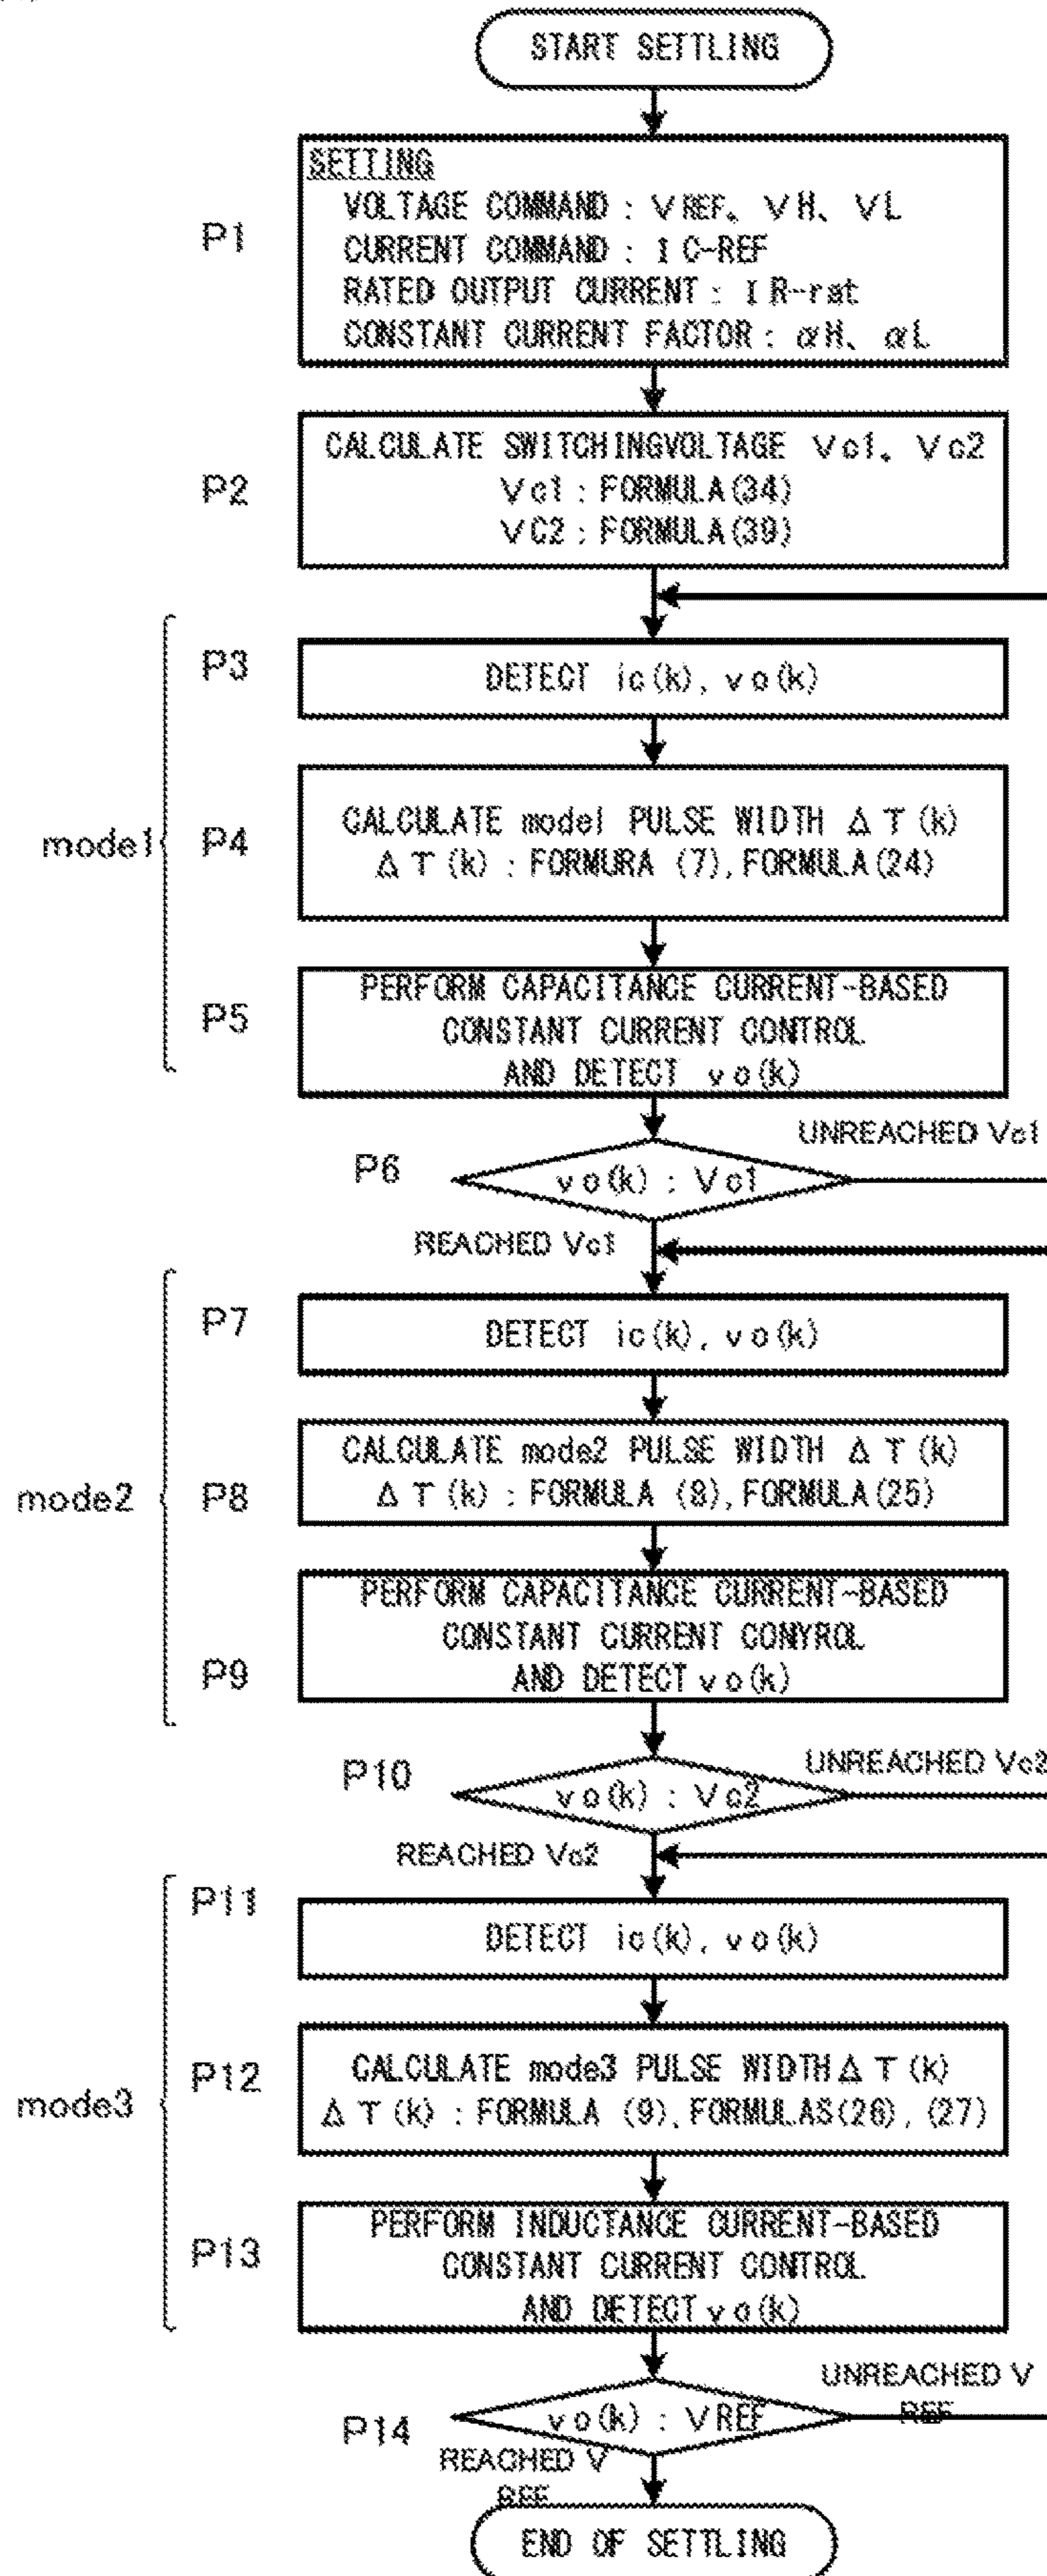 START SETTLING
P1
SETTING
VOLTAGE COMMAND : VREF、VH、VL
CURRENT COMMAND : IC-REF
RATED OUTPUT CURRENT : IR-rat
CONSTANT CURRENT FACTOR : αH、αL
P2
CALCULATE SWITCHINGVOLTAGE Vc1、Vc2
Vc1 : FORMULA(34)
VC2 : FORMULA(39)
mode1
P3
DETECT ic(k), vo(k)
P4
CALCULATE mode1 PULSE WIDTH ΔT(k)
ΔT(k) : FORMURA (7), FORMULA(24)
P5
PERFORM CAPACITANCE CURRENT-BASED
CONSTANT CURRENT CONTROL
AND DETECT vo(k)
P6
vo(k) : Vc1
UNREACHED Vc1
REACHED Vc1
mode2
P7
DETECT ic(k), vo(k)
P8
CALCULATE mode2 PULSE WIDTH ΔT(k)
ΔT(k) : FORMULA (8), FORMULA(25)
P9
PERFORM CAPACITANCE CURRENT-BASED
CONSTANT CURRENT CONYROL
AND DETECT vo(k)
P10
vo(k) : Vc2
UNREACHED Vc2
REACHED Vc2
mode3
P11
DETECT ic(k), vo(k)
P12
CALCULATE mode3 PULSE WIDTH ΔT(k)
ΔT(k) : FORMULA (9), FORMULAS(26), (27)
P13
PERFORM INDUCTANCE CURRENT-BASED
CONSTANT CURRENT CONTROL
AND DETECT vo(k)
P14
vo(k) : VREF
UNREACHED V
REF
REACHED V
REF
END OF SETTLING